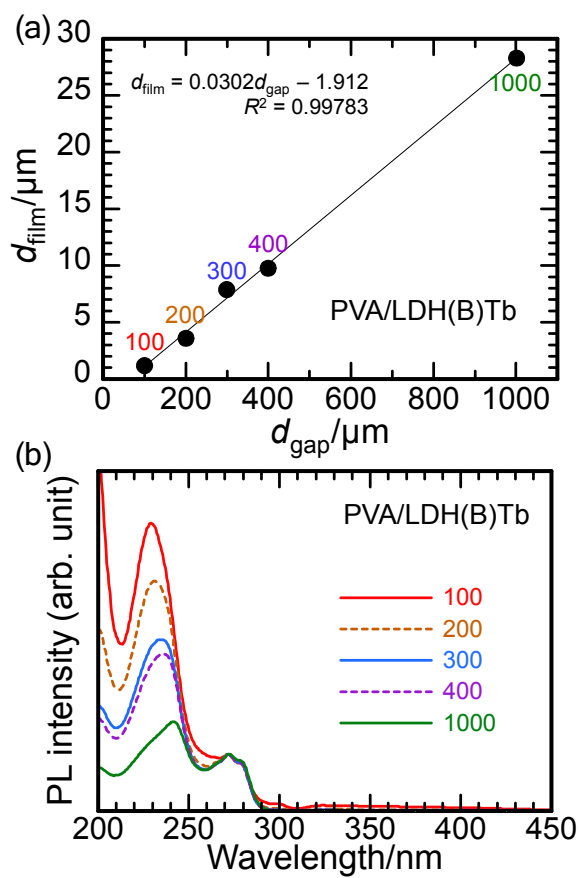 (a)
30
25
20
15
10
5
0
d_film/µm
d_film = 0.0302d_gap − 1.912
R² = 0.99783
100
200
300
400
1000
PVA/LDH(B)Tb
0 200 400 600 800 1000
d_gap/µm
(b)
PL intensity (arb. unit)
PVA/LDH(B)Tb
100
200
300
400
1000
200 250 300 350 400 450
Wavelength/nm